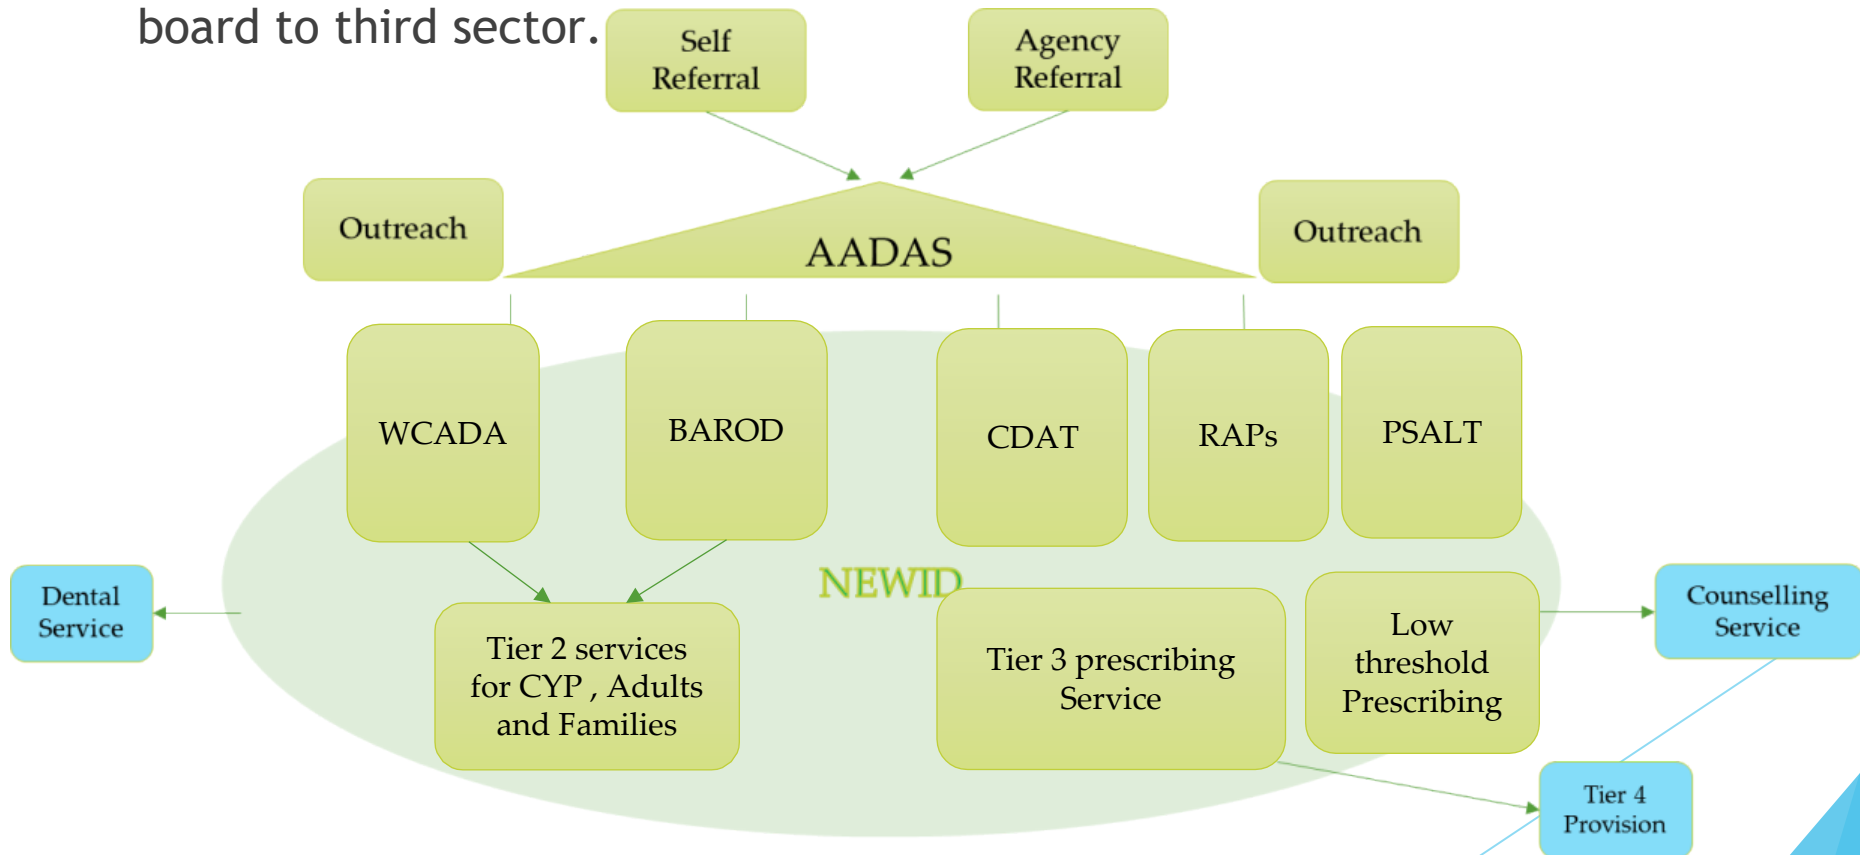 board to third sector.
Self
Referral
Agency
Referral
Outreach
AADAS
Outreach
WCADA
BAROD
CDAT
RAPs
PSALT
NEWID
Dental
Service
Tier 2 services
for CYP , Adults
and Families
Tier 3 prescribing
Service
Low
threshold
Prescribing
Counselling
Service
Tier 4
Provision